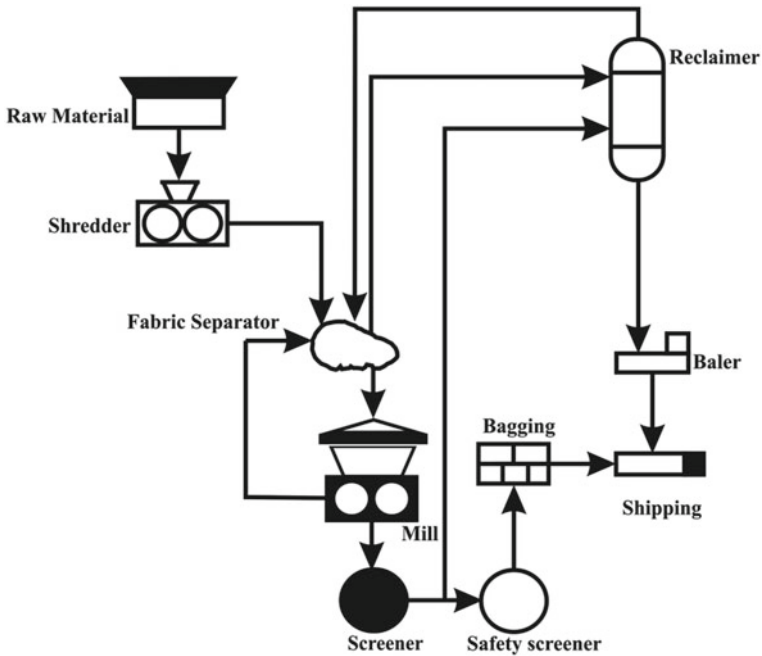 Reclaimer
Raw Material
Shredder
Fabric Separator
Baler
Bagging
Shipping
Mill
Screener
Safety screener